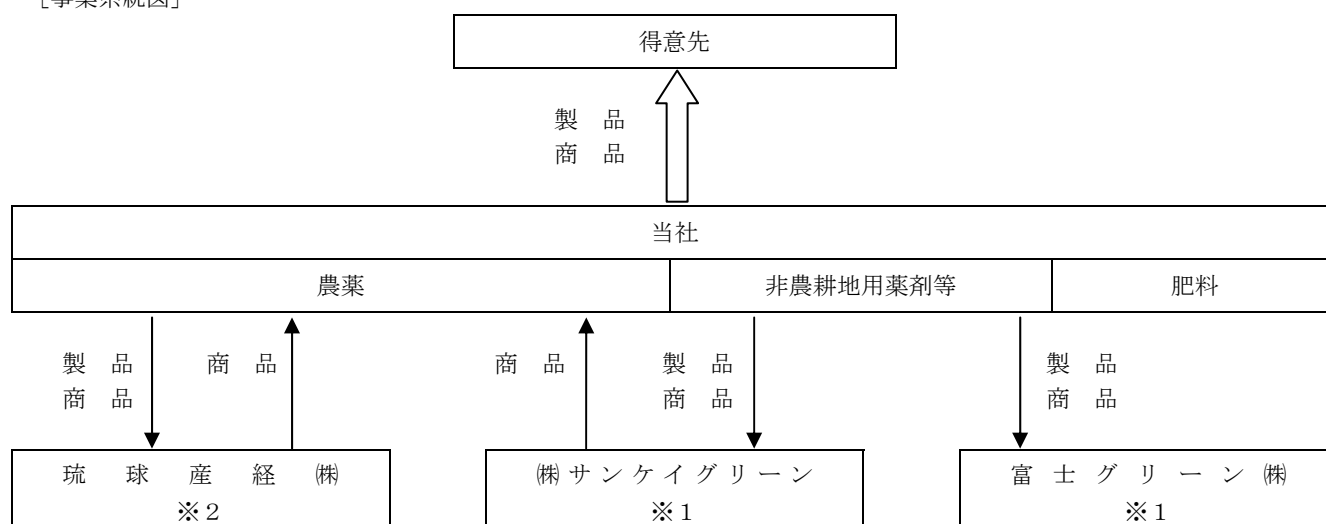 ［事業系統図］
得意先
製　品
商　品
当社
農薬　非農耕地用薬剤等　肥料
製　品　商　品　商　品　製　品　製　品
商　品　商　品　商　品
琉球産経㈱　㈱サンケイグリーン　富士グリーン㈱
※２　※１　※１